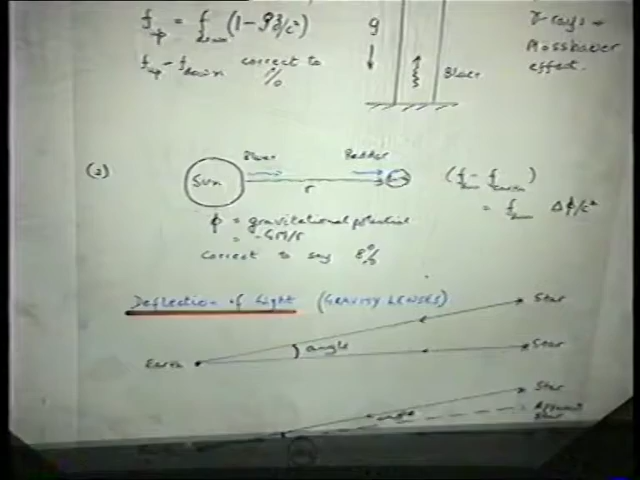 f_up = f_down (1 - gz/c²)
f_up - f_down correct to
1%
g
γ-rays +
Mossbauer
effect.
Bluer
(2)
Bluer
Redder
Sun
r
(f_sun - f_earth)
= f_sun Δϕ/c²
ϕ = gravitational potential
= -GM/r
Correct to say 5%
Deflection of Light (GRAVITY LENSES)
Star
angle
Earth
Star
Star
angle
Apparent
Star